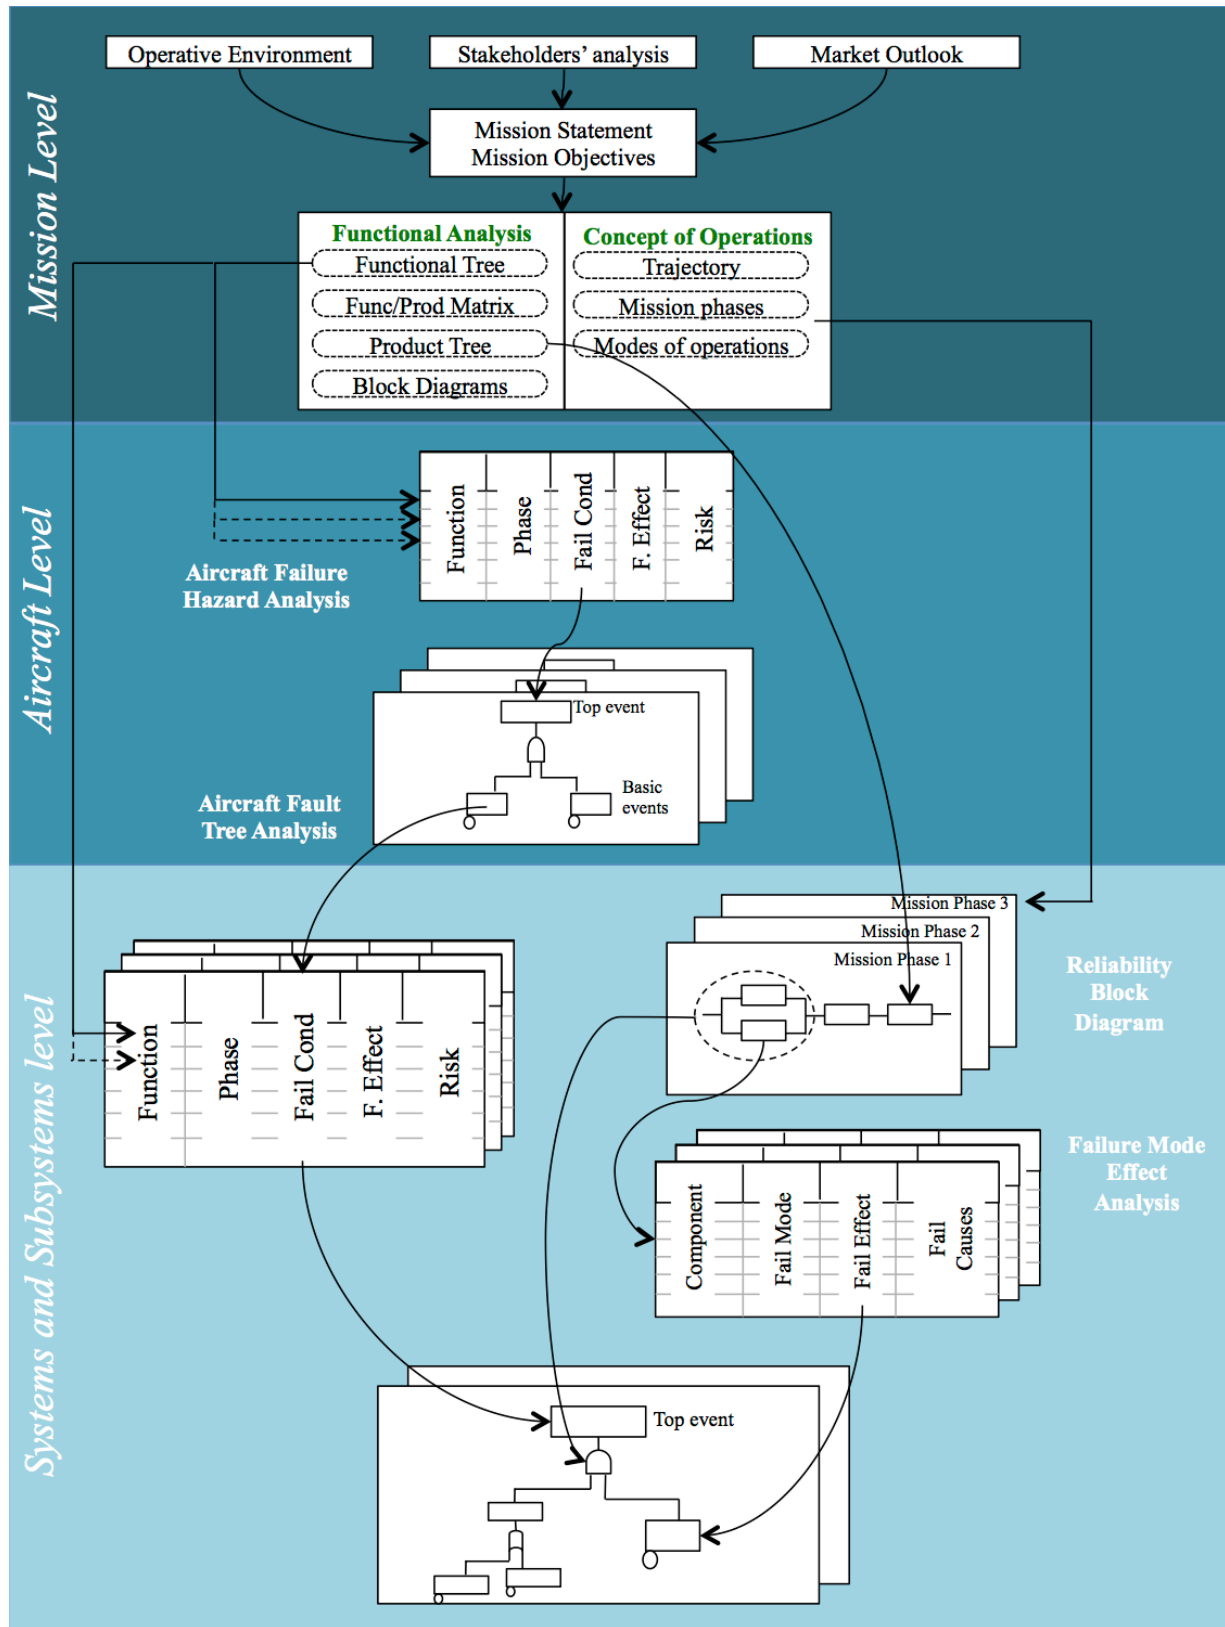 Mission Level
Operative Environment
Stakeholders’ analysis
Market Outlook
Mission Statement
Mission Objectives
Functional Analysis
Functional Tree
Func/Prod Matrix
Product Tree
Block Diagrams
Concept of Operations
Trajectory
Mission phases
Modes of operations
Aircraft Level
Function
Phase
Fail Cond
F. Effect
Risk
Aircraft Failure
Hazard Analysis
Top event
Basic
events
Aircraft Fault
Tree Analysis
Systems and Subsystems level
Mission Phase 3
Mission Phase 2
Mission Phase 1
Reliability
Block
Diagram
Function
Phase
Fail Cond
F. Effect
Risk
Failure Mode
Effect
Analysis
Component
Fail Mode
Fail Effect
Fail
Causes
Top event